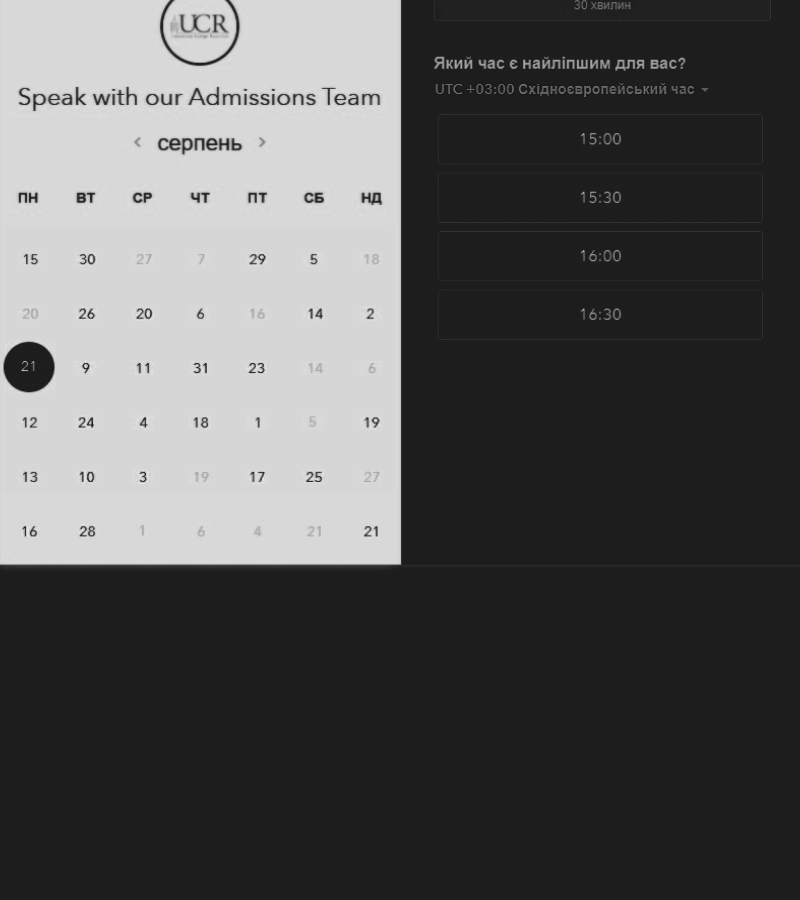 UCR
Speak with our Admissions Team
серпень
ПН ВТ СР ЧТ ПТ СБ НД
15 30 27 7 29 5 18
20 26 20 6 16 14 2
21 9 11 31 23 14 6
12 24 4 18 1 5 19
13 10 3 19 17 25 27
16 28 1 6 4 21 21
30 хвилин
Який час є найліпшим для вас?
UTC +03:00 Східноєвропейський час
15:00
15:30
16:00
16:30